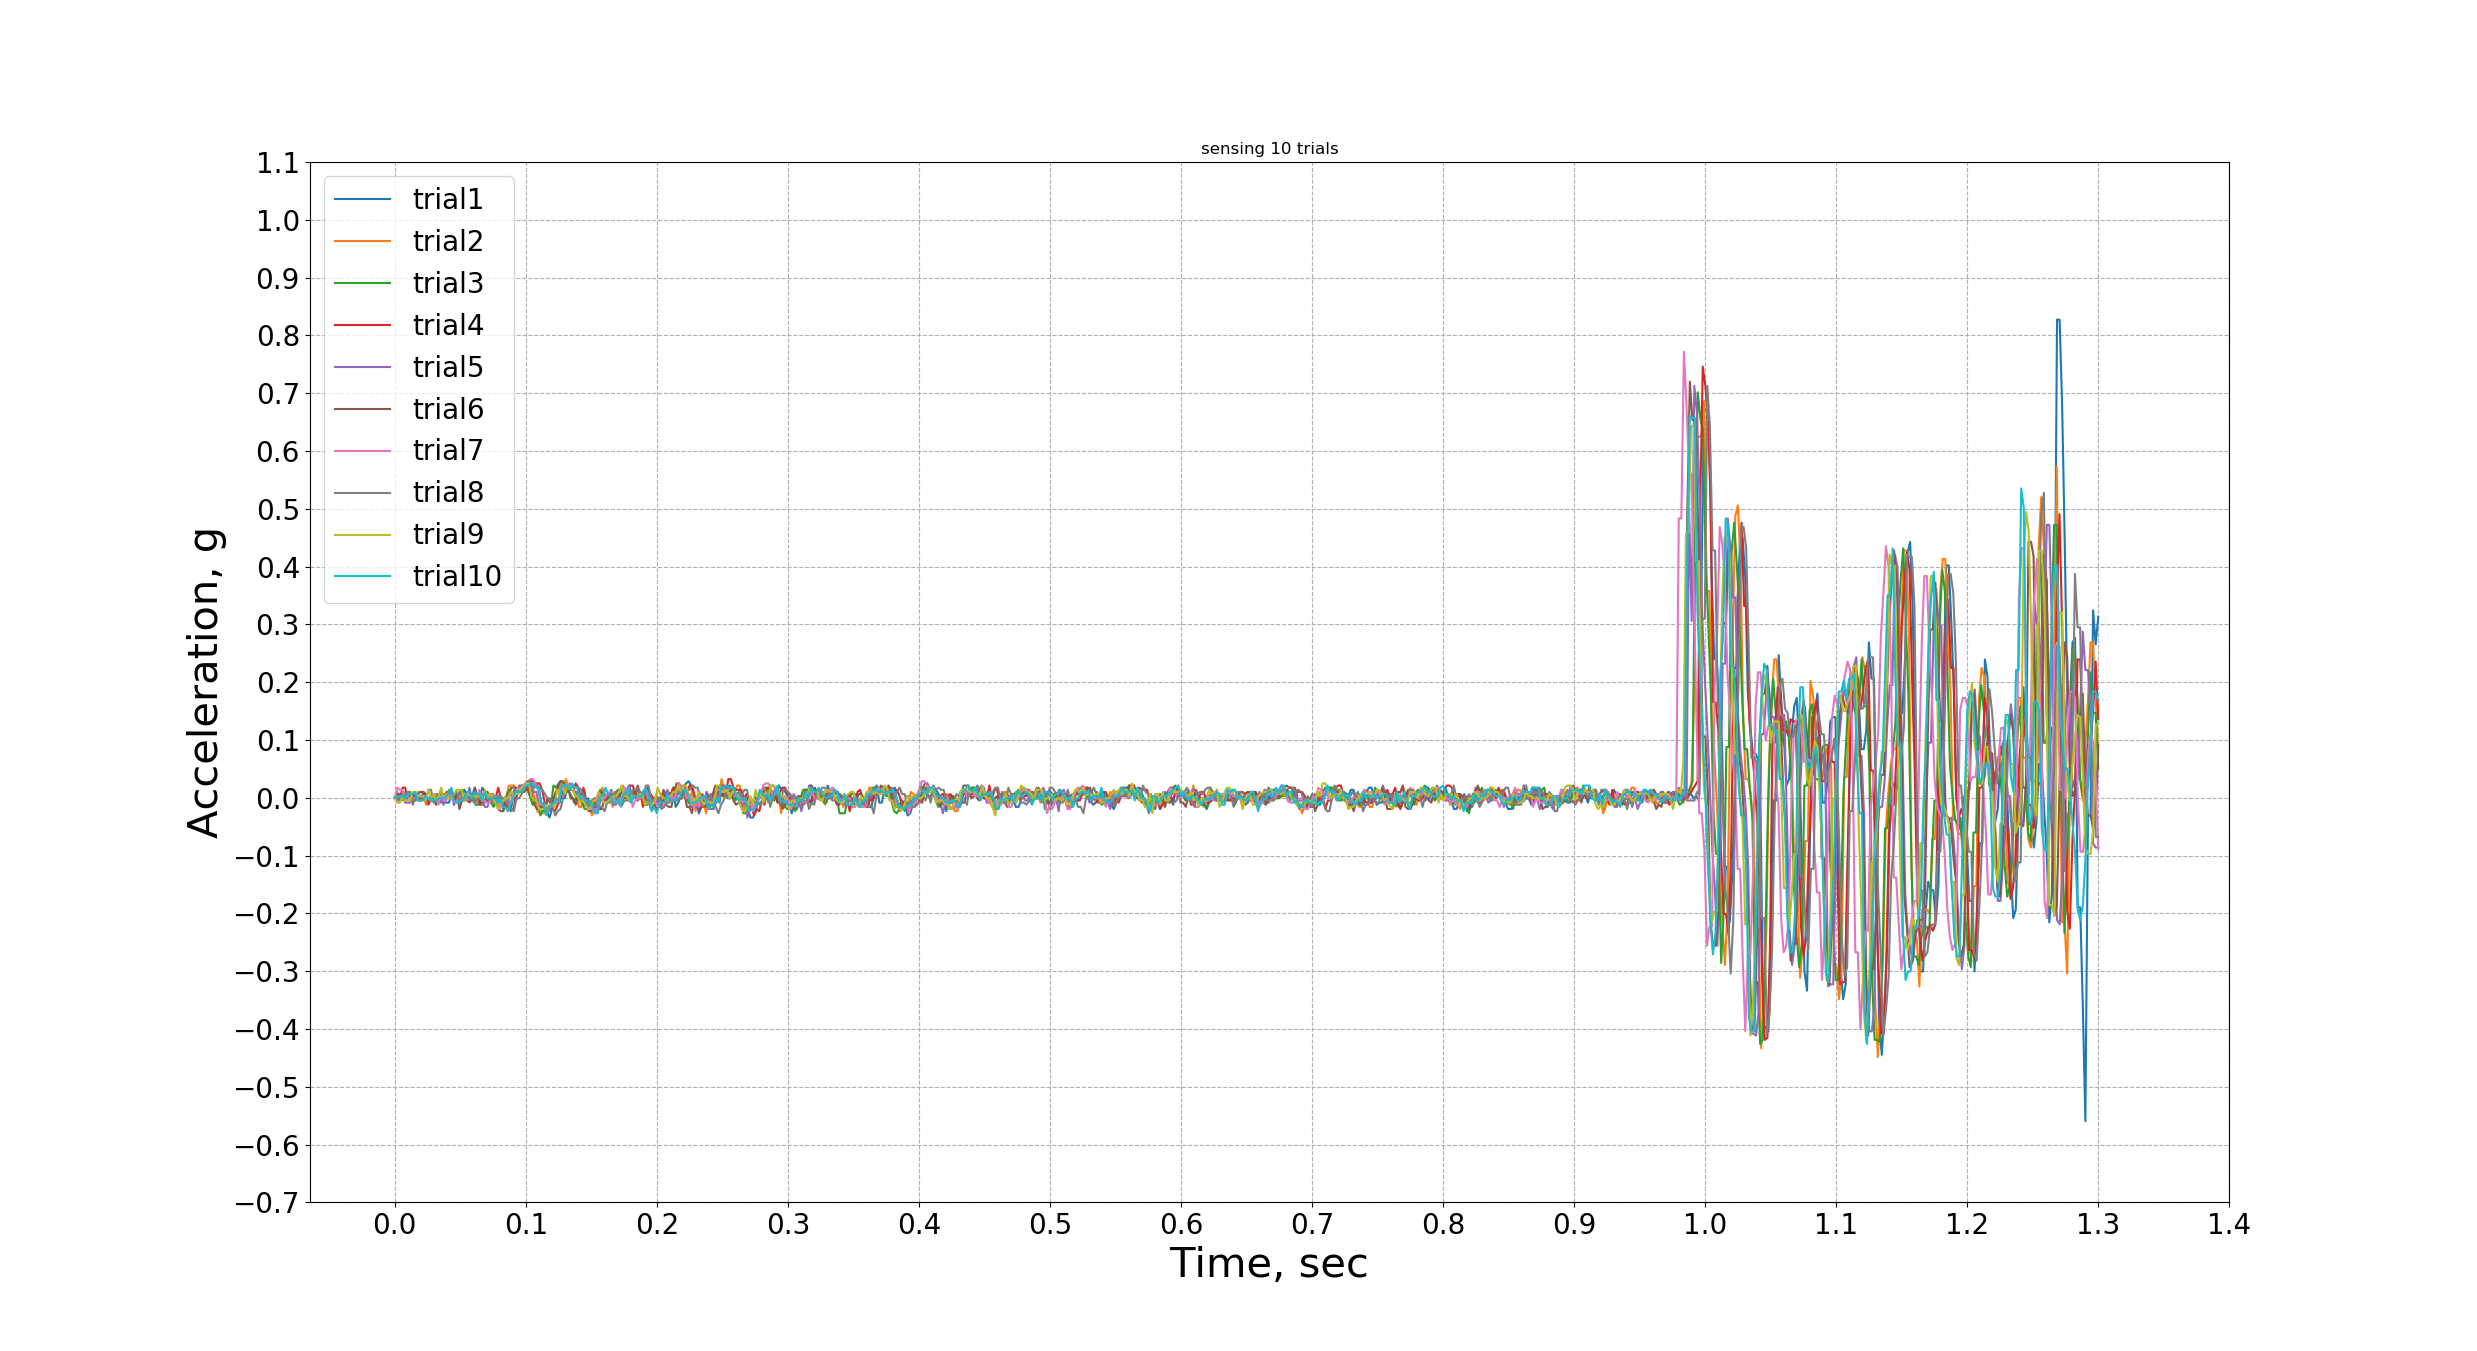 sensing 10 trials
1.1
1.0
0.9
0.8
0.7
0.6
0.5
0.4
0.3
0.2
0.1
0.0
−0.1
−0.2
−0.3
−0.4
−0.5
−0.6
−0.7
Acceleration, g
trial1
trial2
trial3
trial4
trial5
trial6
trial7
trial8
trial9
trial10
0.0 0.1 0.2 0.3 0.4 0.5 0.6 0.7 0.8 0.9 1.0 1.1 1.2 1.3 1.4
Time, sec